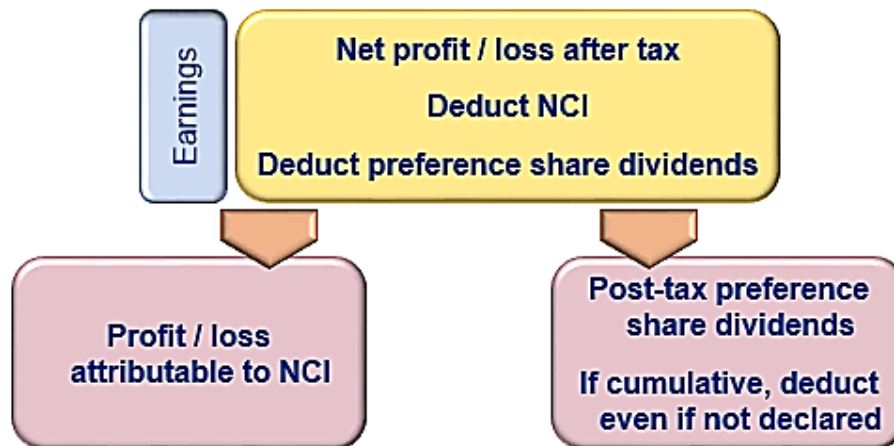 Earnings
Net profit / loss after tax
Deduct NCI
Deduct preference share dividends
Profit / loss
attributable to NCI
Post-tax preference
share dividends
If cumulative, deduct
even if not declared